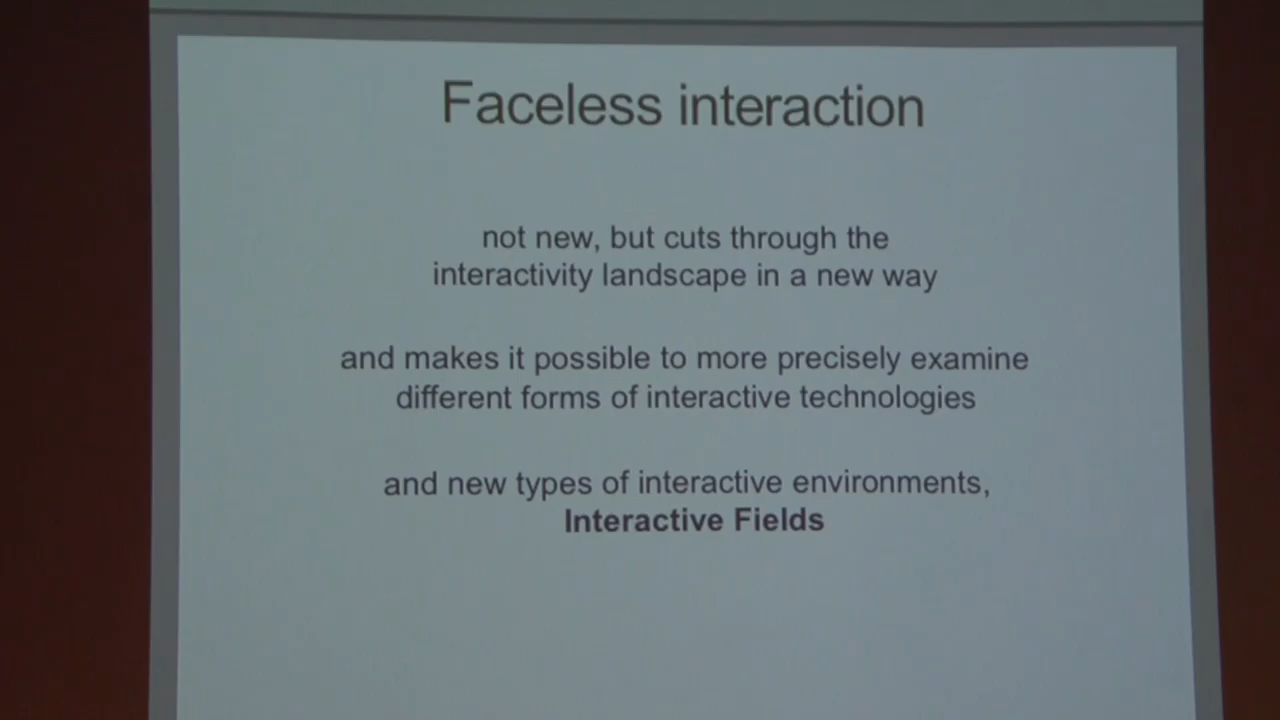 Faceless interaction
not new, but cuts through the
interactivity landscape in a new way
and makes it possible to more precisely examine
different forms of interactive technologies
and new types of interactive environments,
Interactive Fields